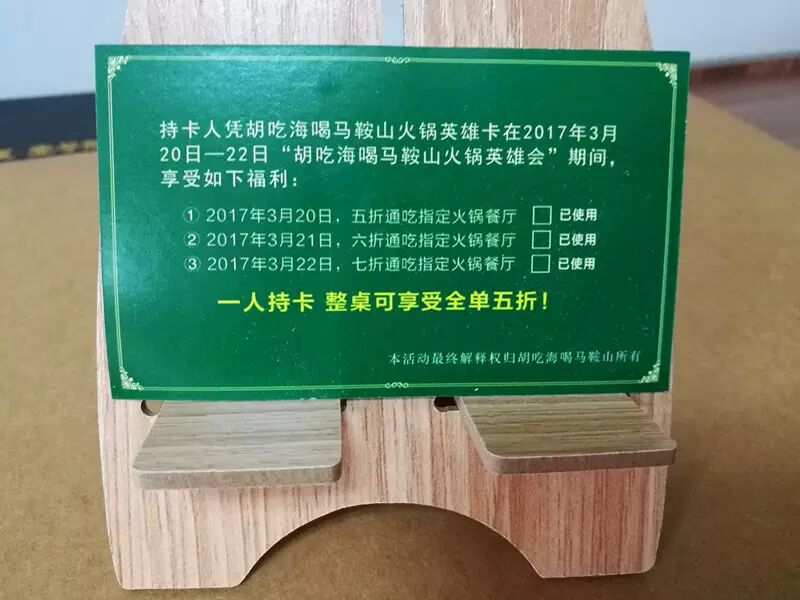 持卡人凭胡吃海喝马鞍山火锅英雄卡在2017年3月
20日—22日“胡吃海喝马鞍山火锅英雄会”期间，
享受如下福利：
① 2017年3月20日，五折通吃指定火锅餐厅 □ 已使用
② 2017年3月21日，六折通吃指定火锅餐厅 □ 已使用
③ 2017年3月22日，七折通吃指定火锅餐厅 □ 已使用
一人持卡 整桌可享受全单五折！
本活动最终解释权归胡吃海喝马鞍山所有